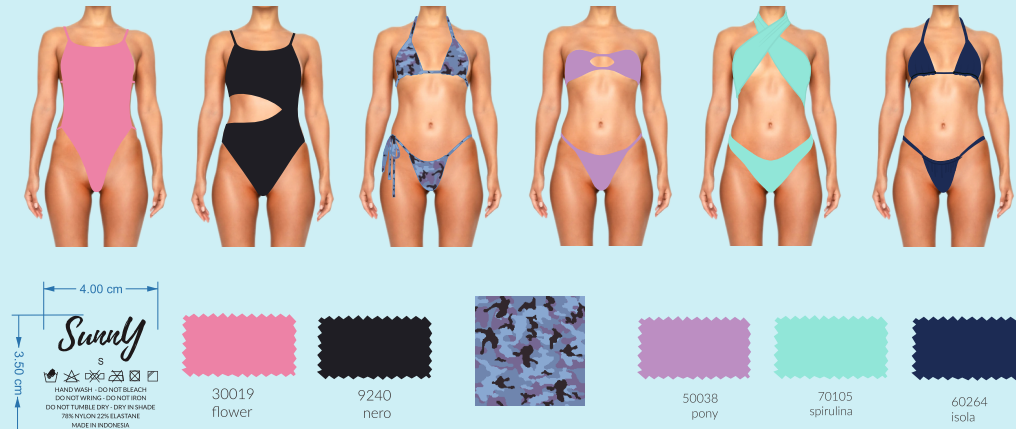 4.00 cm
3.50 cm
Sunny
S
HAND WASH - DO NOT BLEACH
DO NOT WRING - DO NOT IRON
DO NOT TUMBLE DRY - DRY IN SHADE
78% NYLON 22% ELASTANE
MADE IN INDONESIA
30019
flower
9240
nero
50038
pony
70105
spirulina
60264
isola